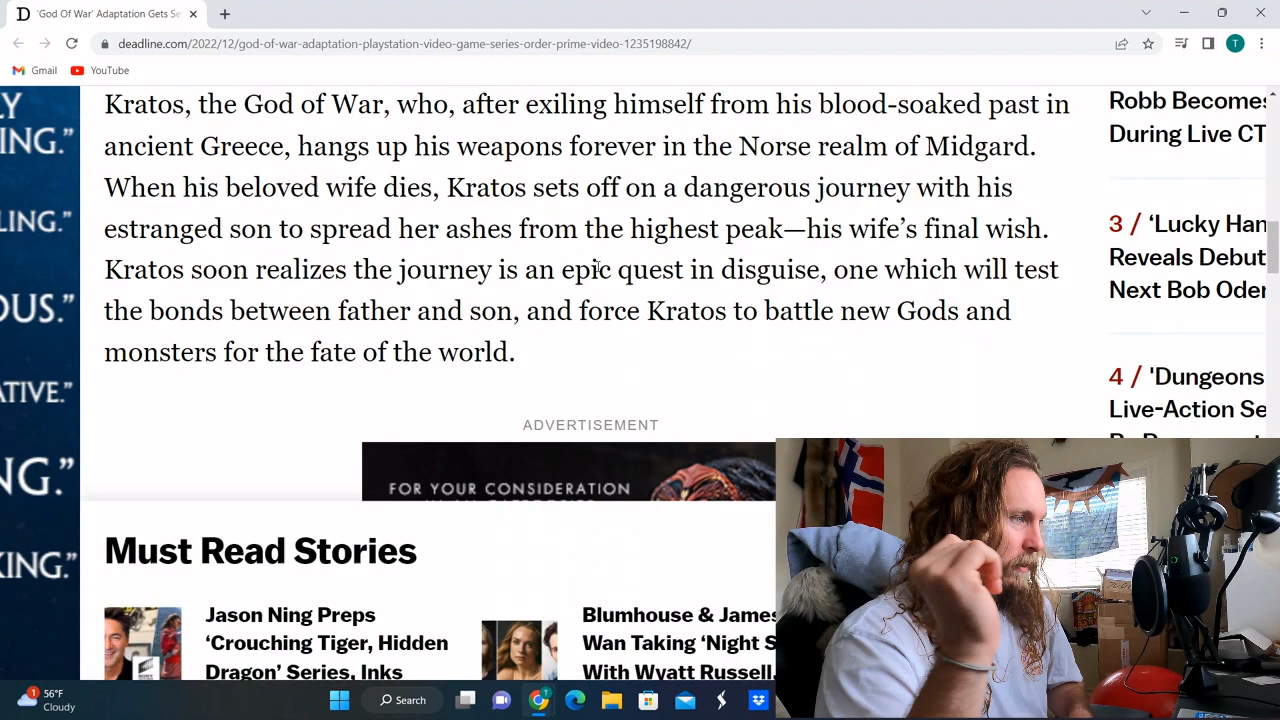 'God Of War' Adaptation Gets Se
deadline.com/2022/12/god-of-war-adaptation-playstation-video-game-series-order-prime-video-1235198842/
T
Gmail
YouTube
LY
ING."
LING."
OUS."
ATIVE."
NG."
KING."
Kratos, the God of War, who, after exiling himself from his blood-soaked past in
ancient Greece, hangs up his weapons forever in the Norse realm of Midgard.
When his beloved wife dies, Kratos sets off on a dangerous journey with his
estranged son to spread her ashes from the highest peak—his wife's final wish.
Kratos soon realizes the journey is an epic quest in disguise, one which will test
the bonds between father and son, and force Kratos to battle new Gods and
monsters for the fate of the world.
ADVERTISEMENT
FOR YOUR CONSIDERATION
Must Read Stories
Jason Ning Preps
'Crouching Tiger, Hidden
Dragon' Series, Inks
Blumhouse & James
Wan Taking 'Night S
With Wyatt Russell,
Robb Becomes
During Live CT
3 / 'Lucky Han
Reveals Debut
Next Bob Oden
4 / 'Dungeons
Live-Action Se
1
56°F
Cloudy
Search